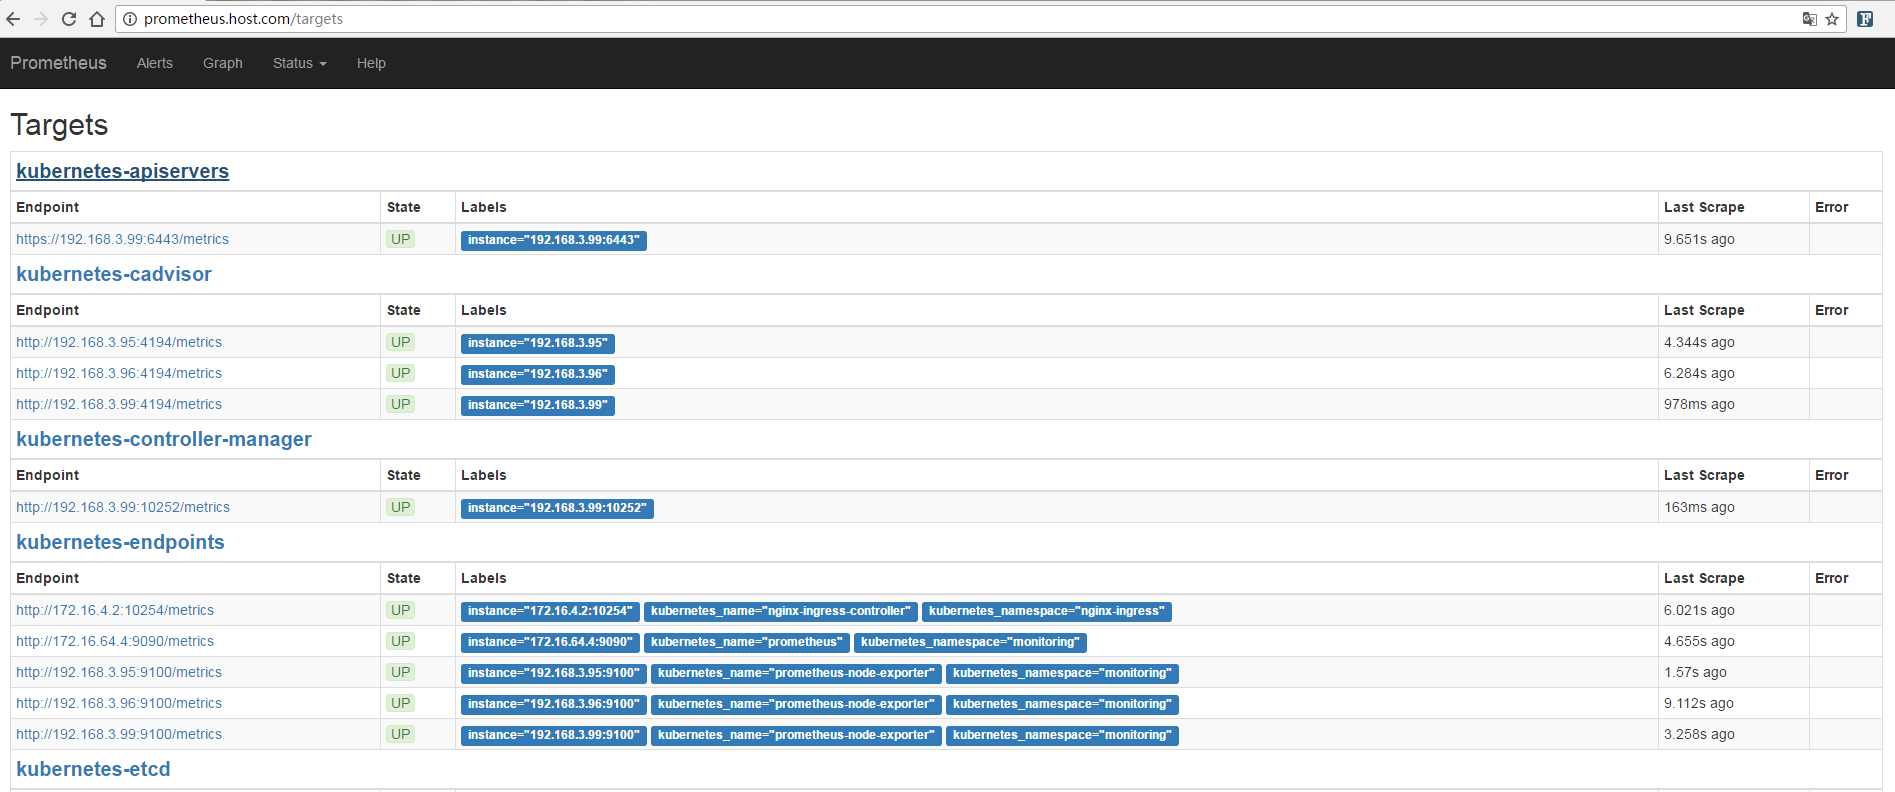 prometheus.host.com/targets
Prometheus Alerts Graph Status Help
Targets
kubernetes-apiservers
Endpoint State Labels Last Scrape Error
https://192.168.3.99:6443/metrics UP instance="192.168.3.99:6443" 9.651s ago
kubernetes-cadvisor
Endpoint State Labels Last Scrape Error
http://192.168.3.95:4194/metrics UP instance="192.168.3.95" 4.344s ago
http://192.168.3.96:4194/metrics UP instance="192.168.3.96" 6.284s ago
http://192.168.3.99:4194/metrics UP instance="192.168.3.99" 978ms ago
kubernetes-controller-manager
Endpoint State Labels Last Scrape Error
http://192.168.3.99:10252/metrics UP instance="192.168.3.99:10252" 163ms ago
kubernetes-endpoints
Endpoint State Labels Last Scrape Error
http://172.16.4.2:10254/metrics UP instance="172.16.4.2:10254" kubernetes_name="nginx-ingress-controller" kubernetes_namespace="nginx-ingress" 6.021s ago
http://172.16.64.4:9090/metrics UP instance="172.16.64.4:9090" kubernetes_name="prometheus" kubernetes_namespace="monitoring" 4.655s ago
http://192.168.3.95:9100/metrics UP instance="192.168.3.95:9100" kubernetes_name="prometheus-node-exporter" kubernetes_namespace="monitoring" 1.57s ago
http://192.168.3.96:9100/metrics UP instance="192.168.3.96:9100" kubernetes_name="prometheus-node-exporter" kubernetes_namespace="monitoring" 9.112s ago
http://192.168.3.99:9100/metrics UP instance="192.168.3.99:9100" kubernetes_name="prometheus-node-exporter" kubernetes_namespace="monitoring" 3.258s ago
kubernetes-etcd